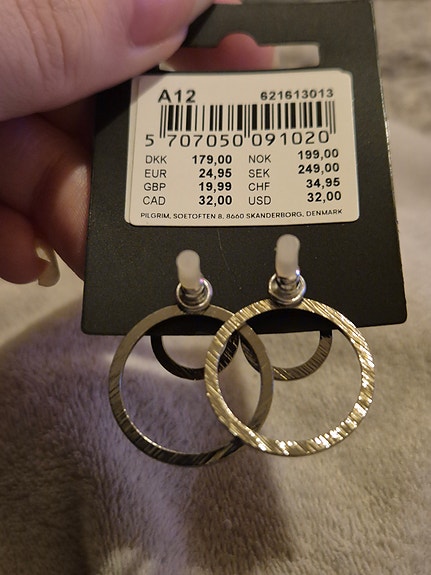 A12 621613013
5 707050 091020
DKK 179,00 NOK 199,00
EUR 24,95 SEK 249,00
GBP 19,99 CHF 34,95
CAD 32,00 USD 32,00
PILGRIM, SOETOFTEN 8, 8660 SKANDERBORG, DENMARK